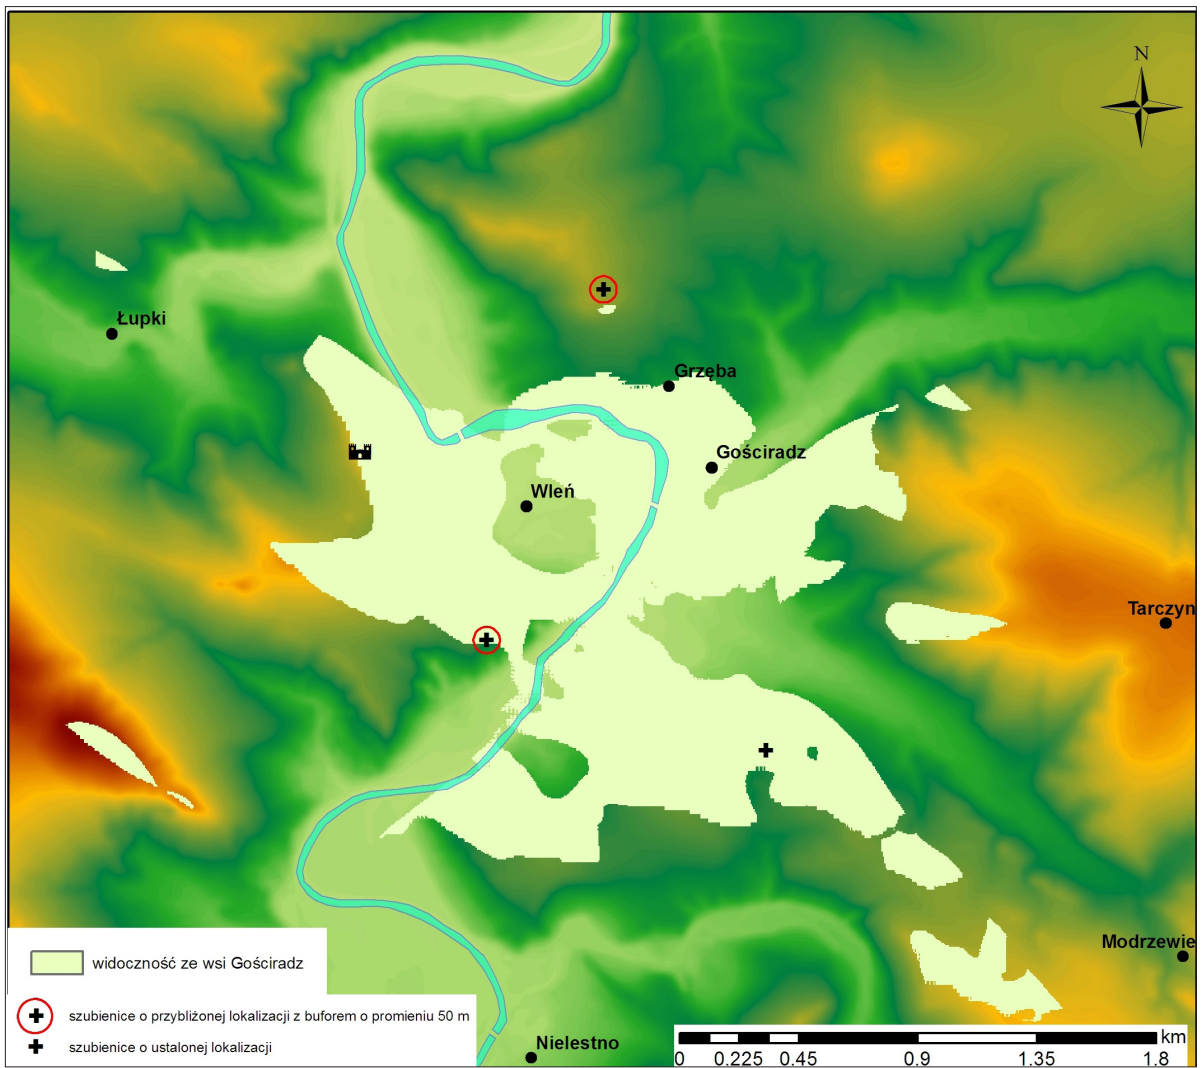 N
Łupki
Grzęba
Gościradz
Wleń
Tarczyn
Modrzewie
Nielestno
widoczność ze wsi Gościradz
szubienice o przybliżonej lokalizacji z buforem o promieniu 50 m
szubienice o ustalonej lokalizacji
km
0 0.225 0.45 0.9 1.35 1.8